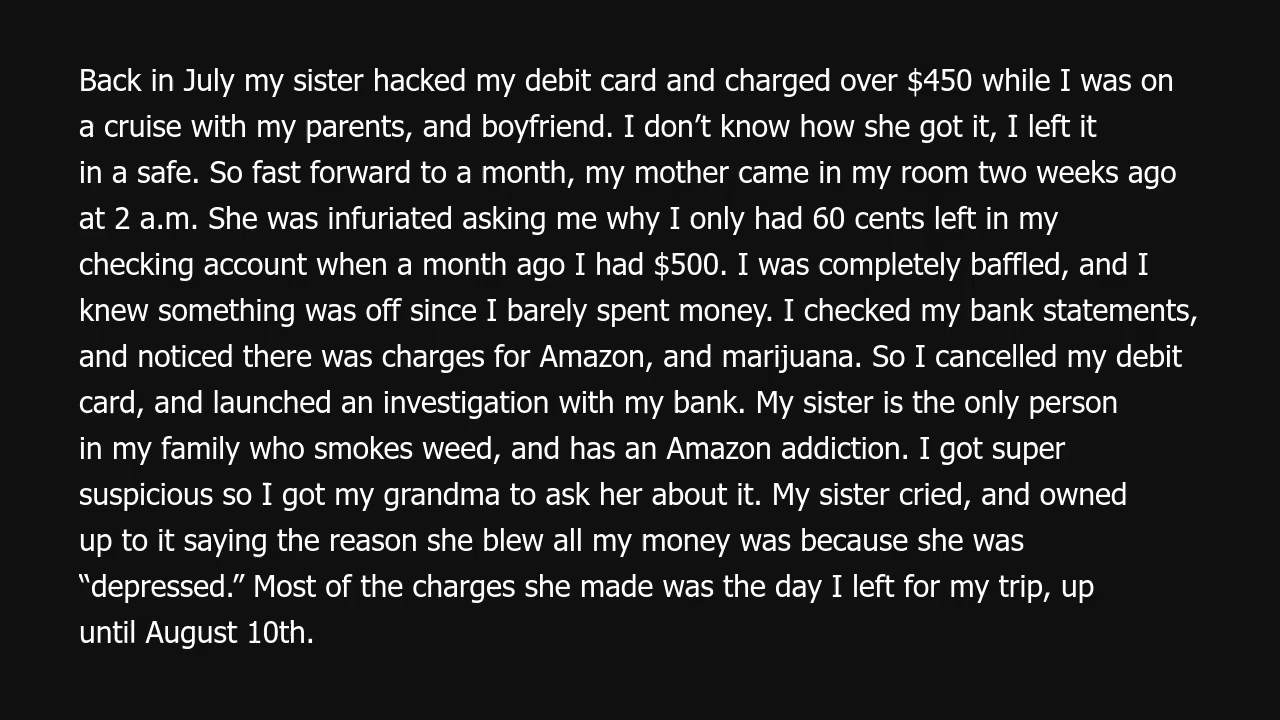 Back in July my sister hacked my debit card and charged over $450 while I was on
a cruise with my parents, and boyfriend. I don’t know how she got it, I left it
in a safe. So fast forward to a month, my mother came in my room two weeks ago
at 2 a.m. She was infuriated asking me why I only had 60 cents left in my
checking account when a month ago I had $500. I was completely baffled, and I
knew something was off since I barely spent money. I checked my bank statements,
and noticed there was charges for Amazon, and marijuana. So I cancelled my debit
card, and launched an investigation with my bank. My sister is the only person
in my family who smokes weed, and has an Amazon addiction. I got super
suspicious so I got my grandma to ask her about it. My sister cried, and owned
up to it saying the reason she blew all my money was because she was
“depressed.” Most of the charges she made was the day I left for my trip, up
until August 10th.